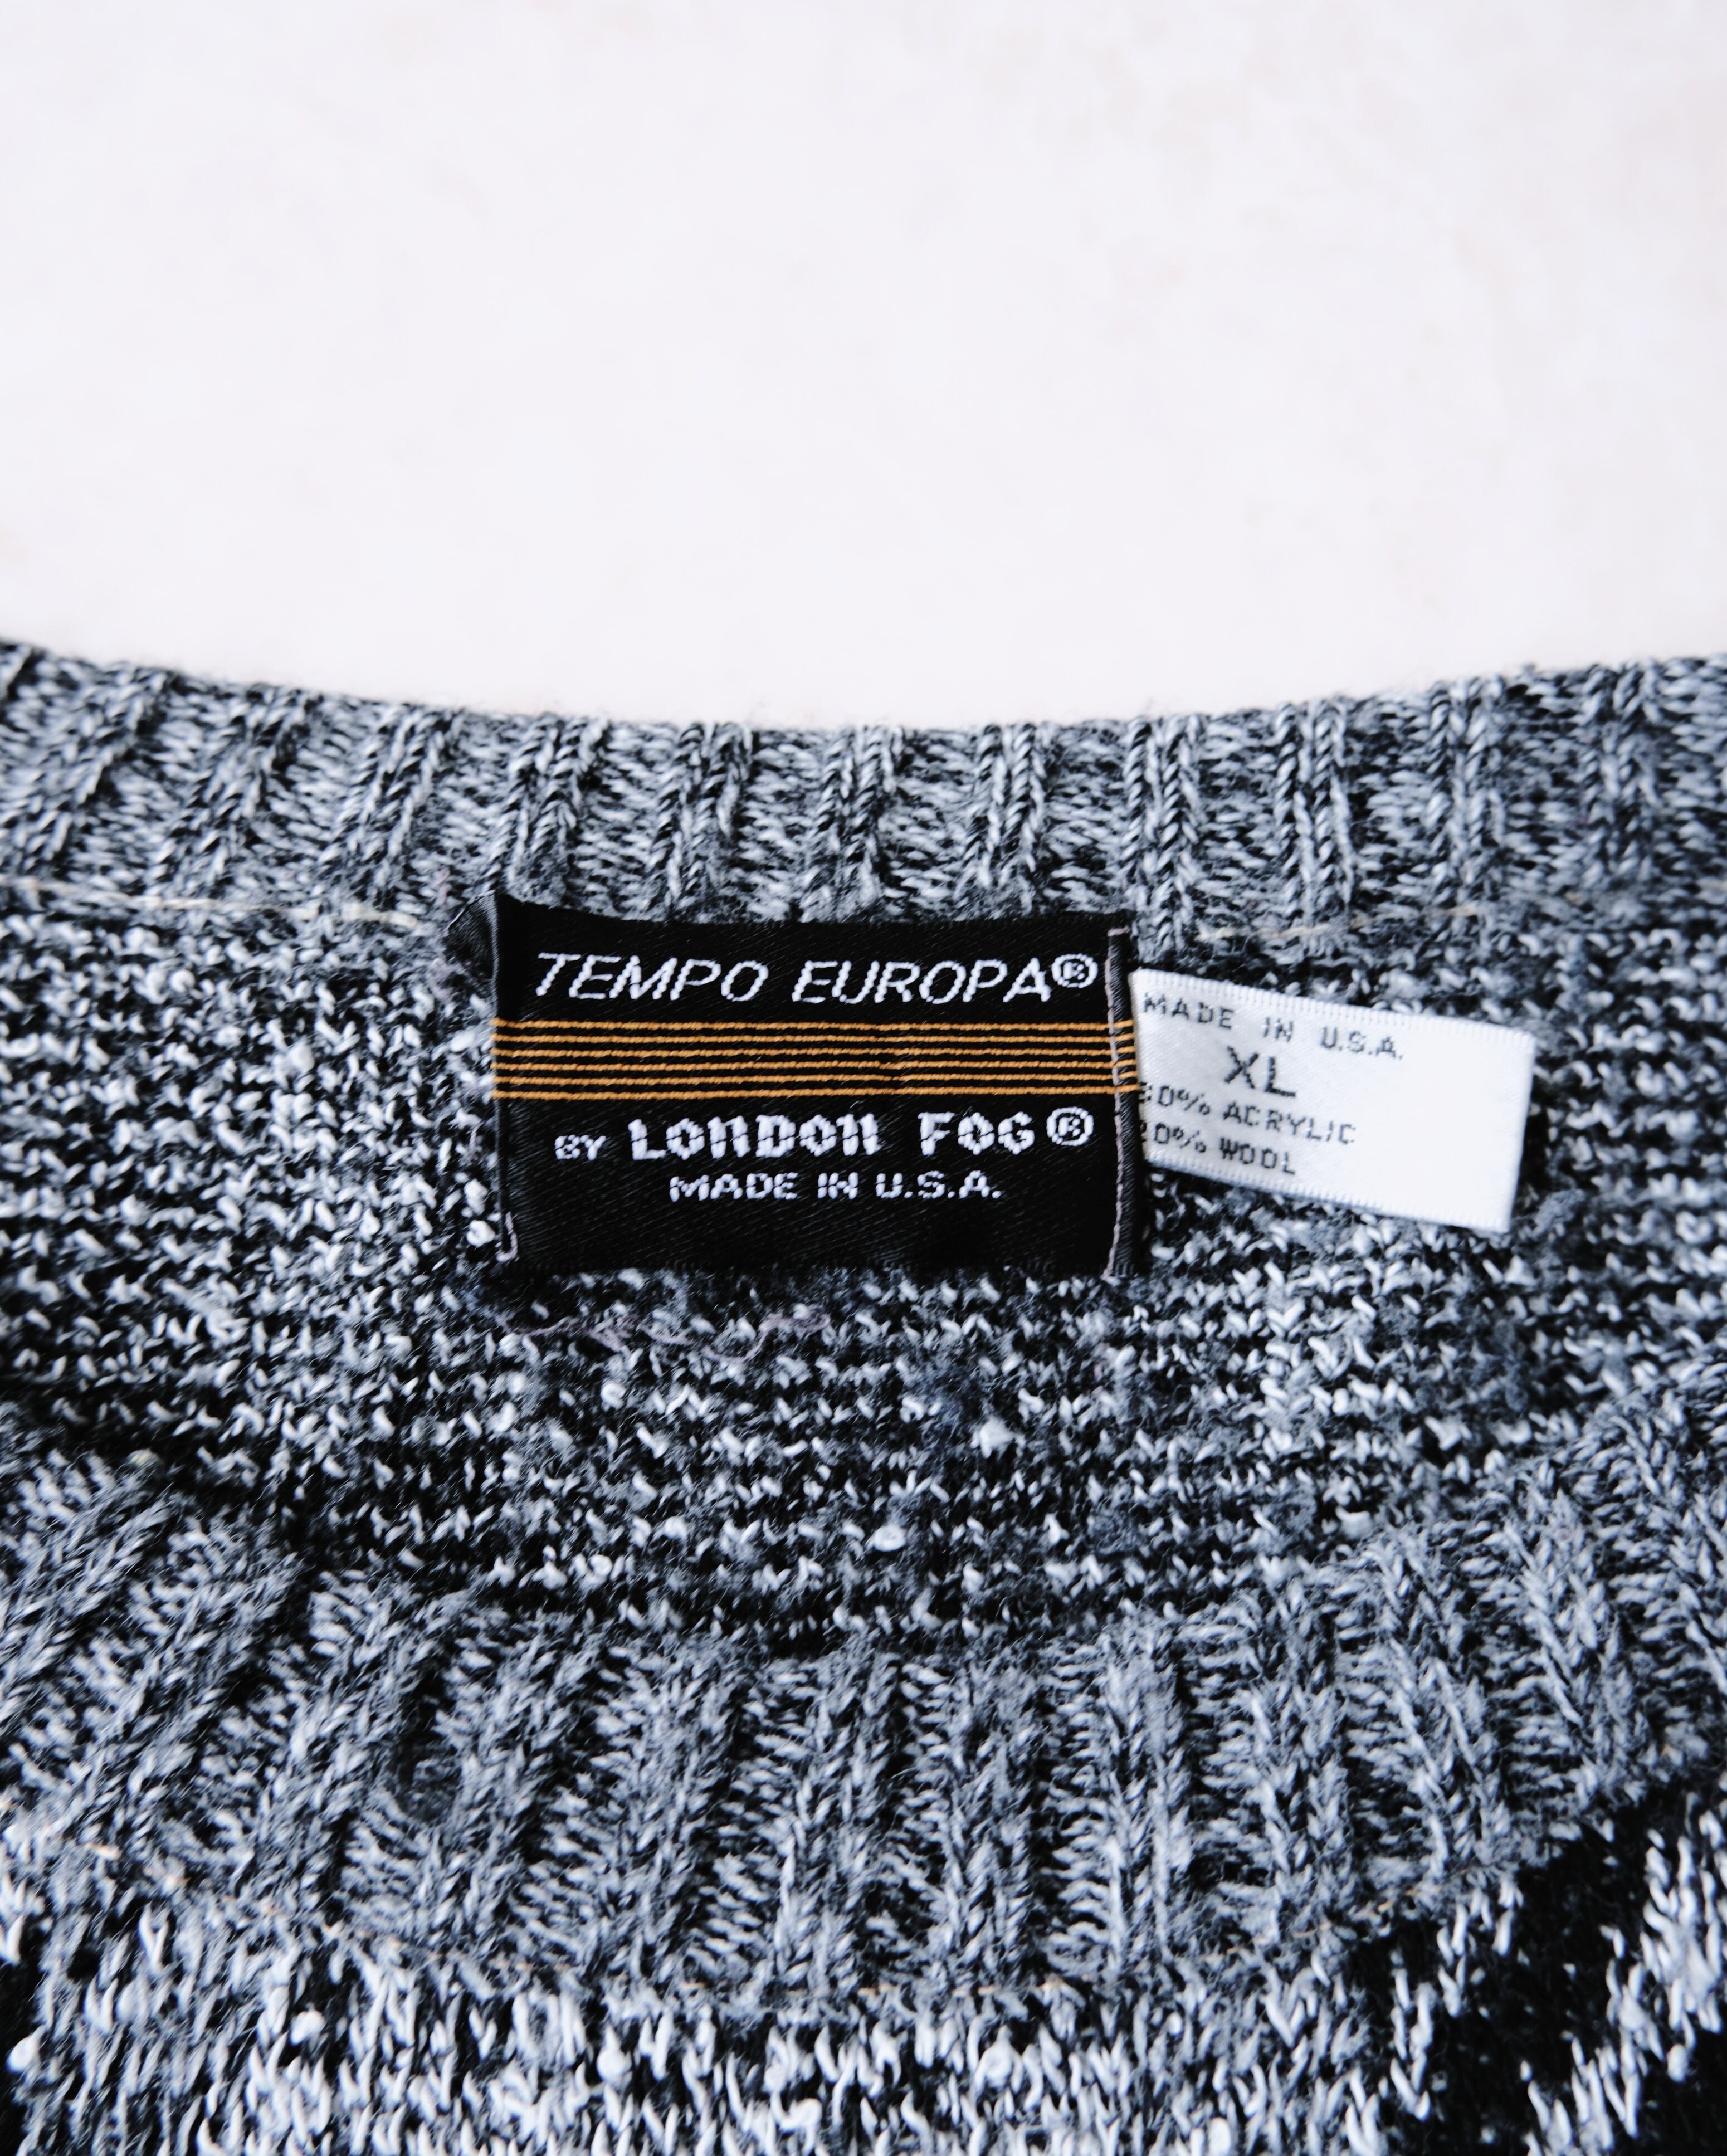 TEMPO EUROPA®
BY LONDON FOG®
MADE IN U.S.A.
MADE IN U.S.A.
XL
ACRYLIC
WOOL